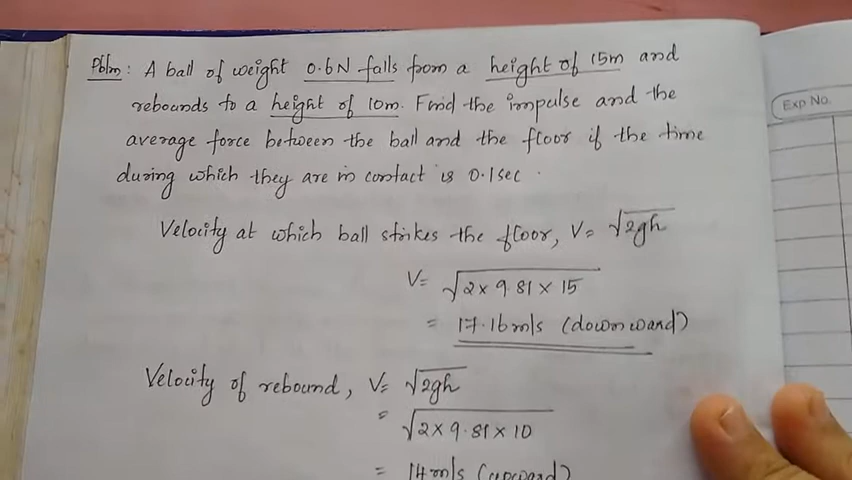 Pblm: A ball of weight 0.6N falls from a height of 15m and
rebounds to a height of 10m. Find the impulse and the
average force between the ball and the floor if the time
during which they are in contact is 0.1sec.
Velocity at which ball strikes the floor, V= √2gh
V= √2×9.81×15
= 17.16m/s (downward)
Velocity of rebound, V= √2gh
= √2×9.81×10
= 14m/s (upward)
Exp No.